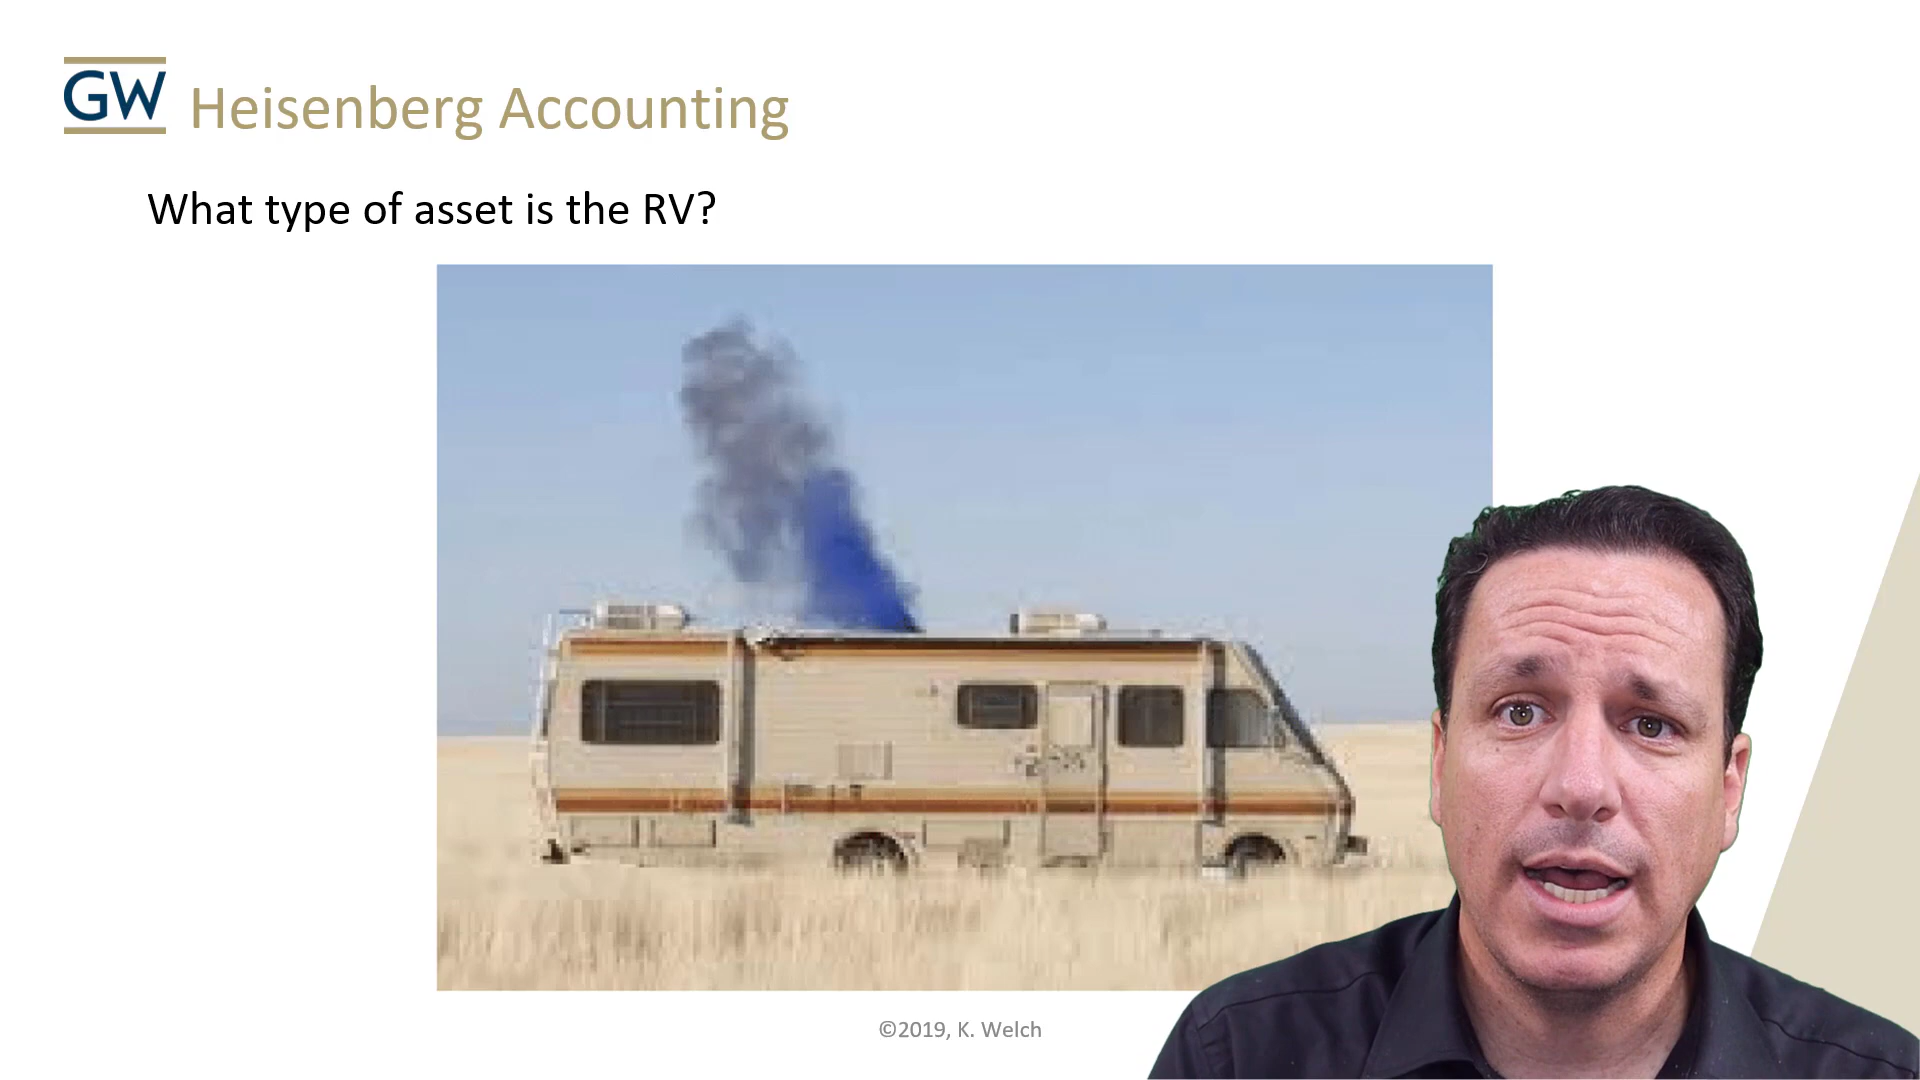 GW
Heisenberg Accounting
What type of asset is the RV?
©2019, K. Welch